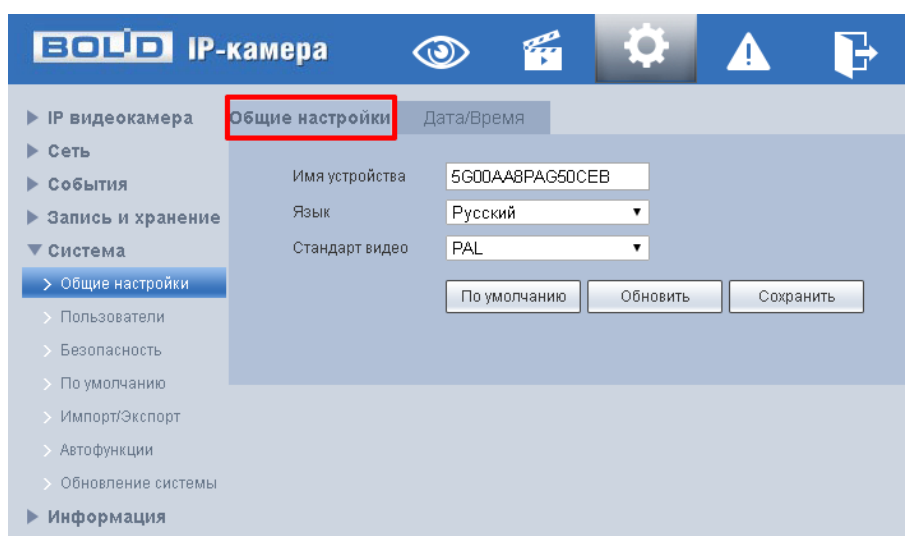 BOLID IP-камера
IP видеокамера
Сеть
События
Запись и хранение
Система
Общие настройки
Пользователи
Безопасность
По умолчанию
Импорт/Экспорт
Автофункции
Обновление системы
Информация
Общие настройки Дата/Время
Имя устройства 5G00AA8PAG50CEB
Язык Русский
Стандарт видео PAL
По умолчанию Обновить Сохранить